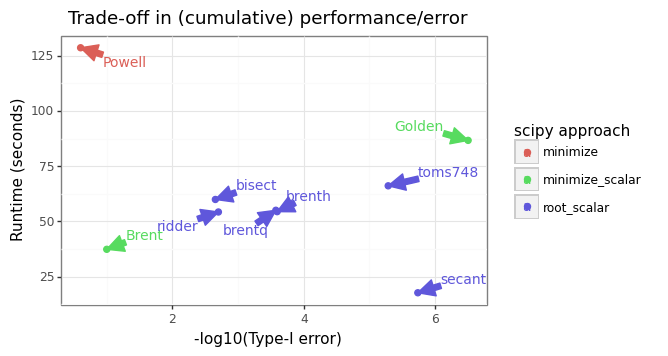 Trade-off in (cumulative) performance/error
Runtime (seconds)
125
100
75
50
25
Powell
Golden
toms748
bisect
brenth
ridder
brentq
Brent
secant
2
4
6
-log10(Type-I error)
scipy approach
minimize
minimize_scalar
root_scalar